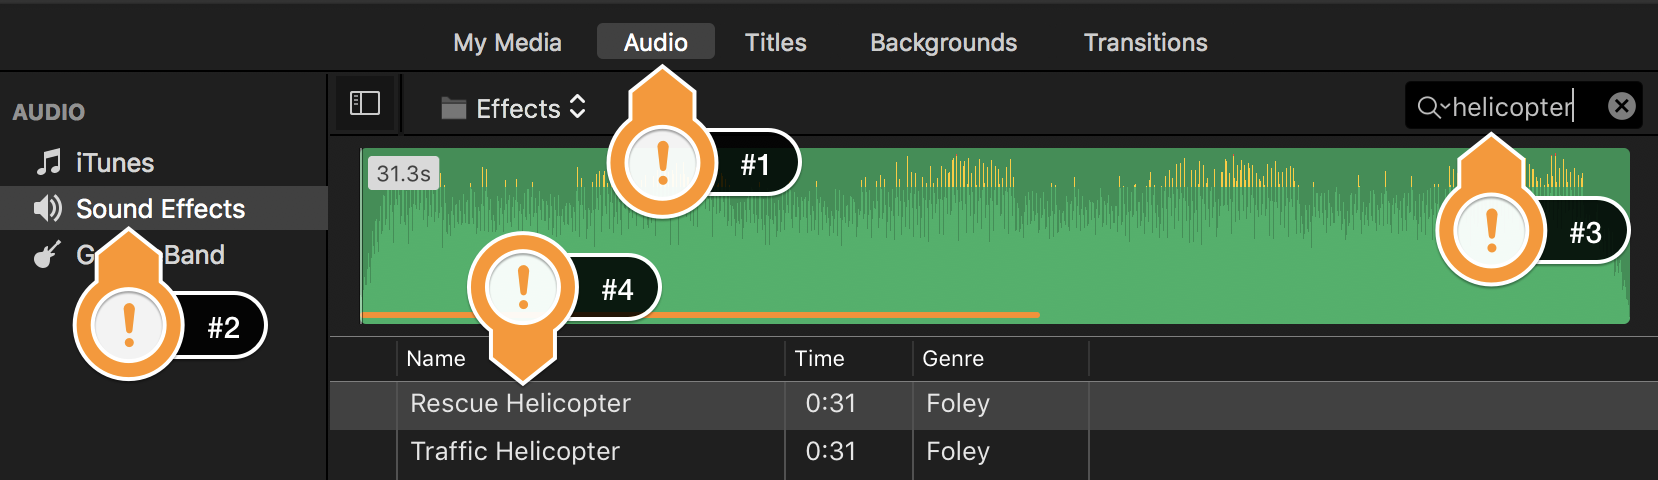 My Media Audio Titles Backgrounds Transitions
AUDIO
iTunes
Sound Effects
Band
Effects
helicopter
31.3s
#1
#2
#3
#4
Name Time Genre
Rescue Helicopter 0:31 Foley
Traffic Helicopter 0:31 Foley